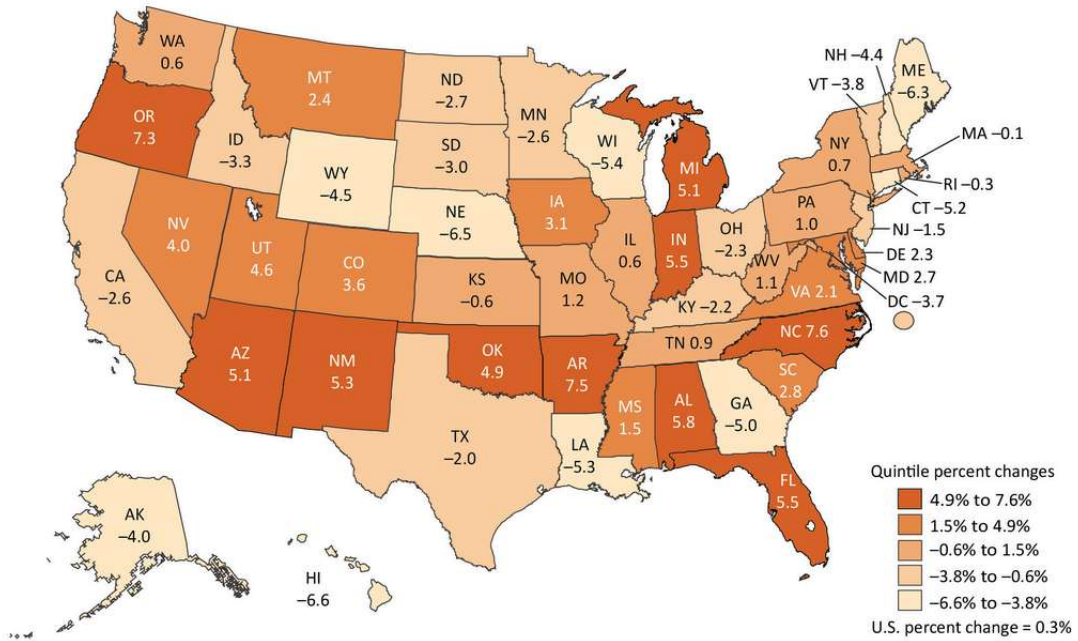 WA
0.6
MT
2.4
ND
−2.7
MN
−2.6
OR
7.3
ID
−3.3
SD
−3.0
WI
−5.4
WY
−4.5
MI
5.1
NH −4.4
VT −3.8
ME
−6.3
NY
0.7
MA −0.1
RI −0.3
CT −5.2
NJ −1.5
DE 2.3
MD 2.7
DC −3.7
NE
−6.5
IA
3.1
PA
1.0
NV
4.0
UT
4.6
CO
3.6
IL
0.6
IN
5.5
OH
−2.3
CA
−2.6
KS
−0.6
MO
1.2
WV
1.1
KY −2.2
VA 2.1
TN 0.9
NC 7.6
AZ
5.1
NM
5.3
OK
4.9
AR
7.5
SC
2.8
MS
1.5
AL
5.8
GA
−5.0
TX
−2.0
LA
−5.3
FL
5.5
AK
−4.0
HI
−6.6
Quintile percent changes
4.9% to 7.6%
1.5% to 4.9%
−0.6% to 1.5%
−3.8% to −0.6%
−6.6% to −3.8%
U.S. percent change = 0.3%